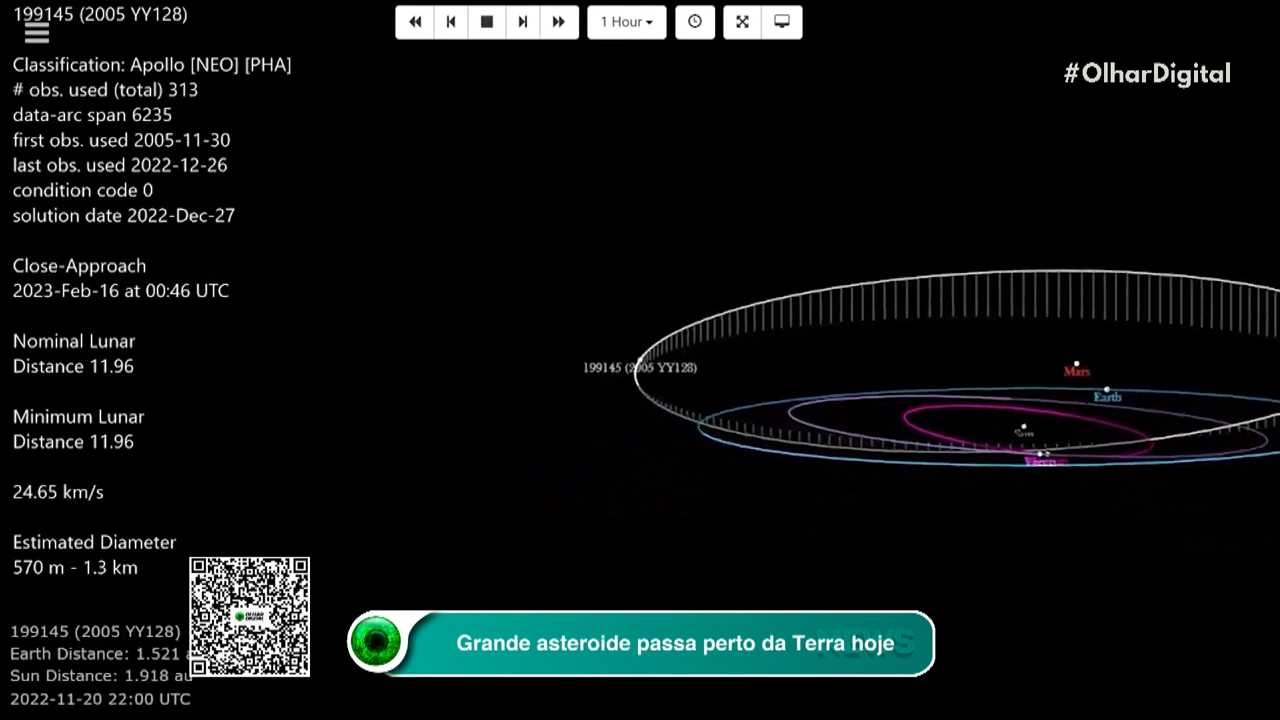 199145 (2005 YY128)
1 Hour
#OlharDigital
Classification: Apollo [NEO] [PHA]
# obs. used (total) 313
data-arc span 6235
first obs. used 2005-11-30
last obs. used 2022-12-26
condition code 0
solution date 2022-Dec-27
Close-Approach
2023-Feb-16 at 00:46 UTC
Nominal Lunar
Distance 11.96
Minimum Lunar
Distance 11.96
24.65 km/s
Estimated Diameter
570 m - 1.3 km
199145 (2005 YY128)
Mars
Earth
OLHAR
DIGITAL
199145 (2005 YY128)
Earth Distance: 1.521
Sun Distance: 1.918 au
2022-11-20 22:00 UTC
Grande asteroide passa perto da Terra hoje
NEWS